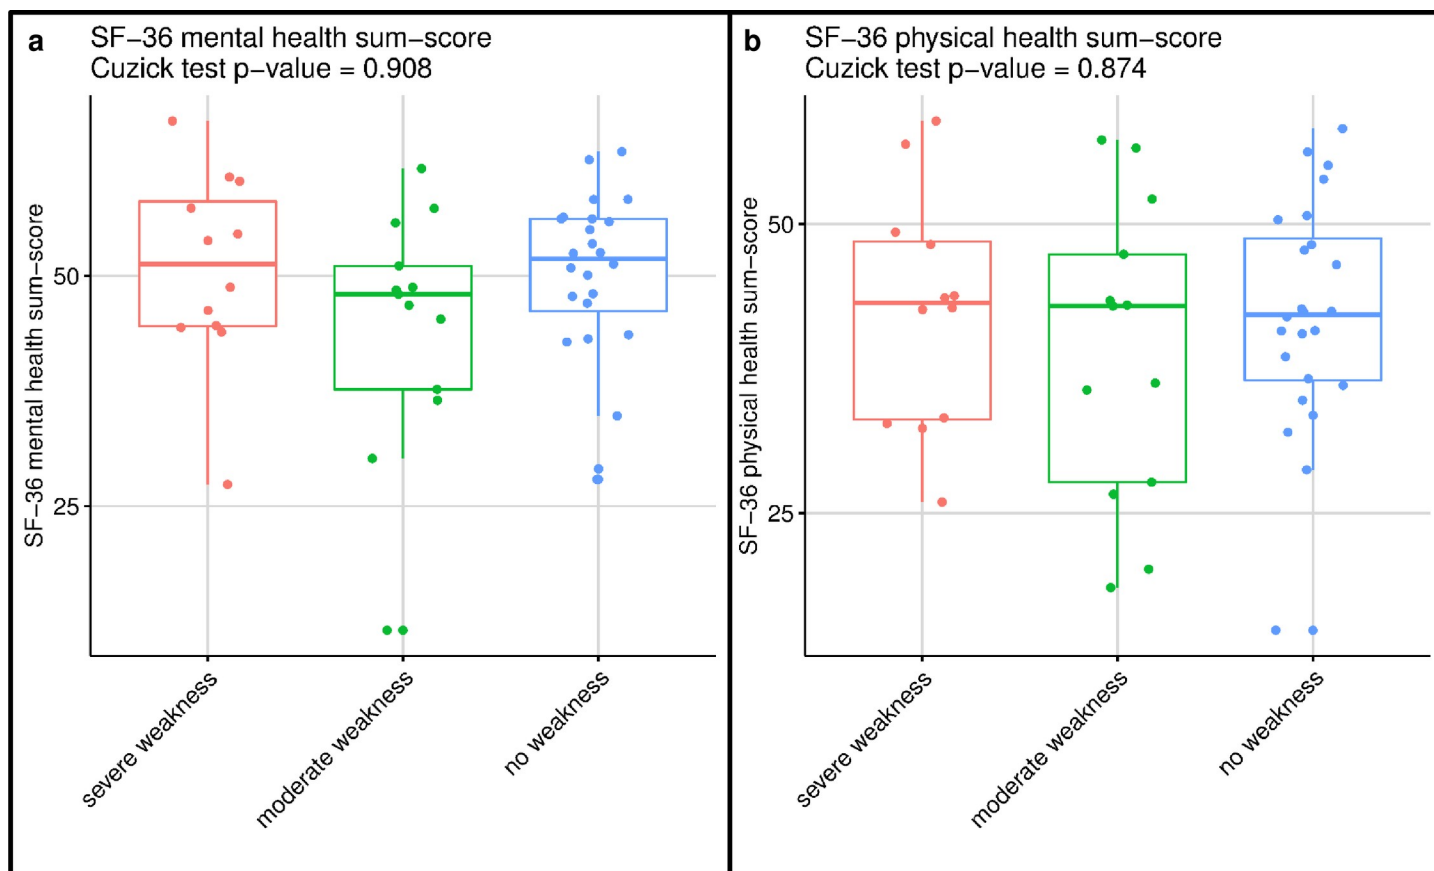 a
SF−36 mental health sum−score
Cuzick test p−value = 0.908
SF−36 mental health sum−score
50
25
severe weakness
moderate weakness
no weakness
b
SF−36 physical health sum−score
Cuzick test p−value = 0.874
SF−36 physical health sum−score
50
25
severe weakness
moderate weakness
no weakness